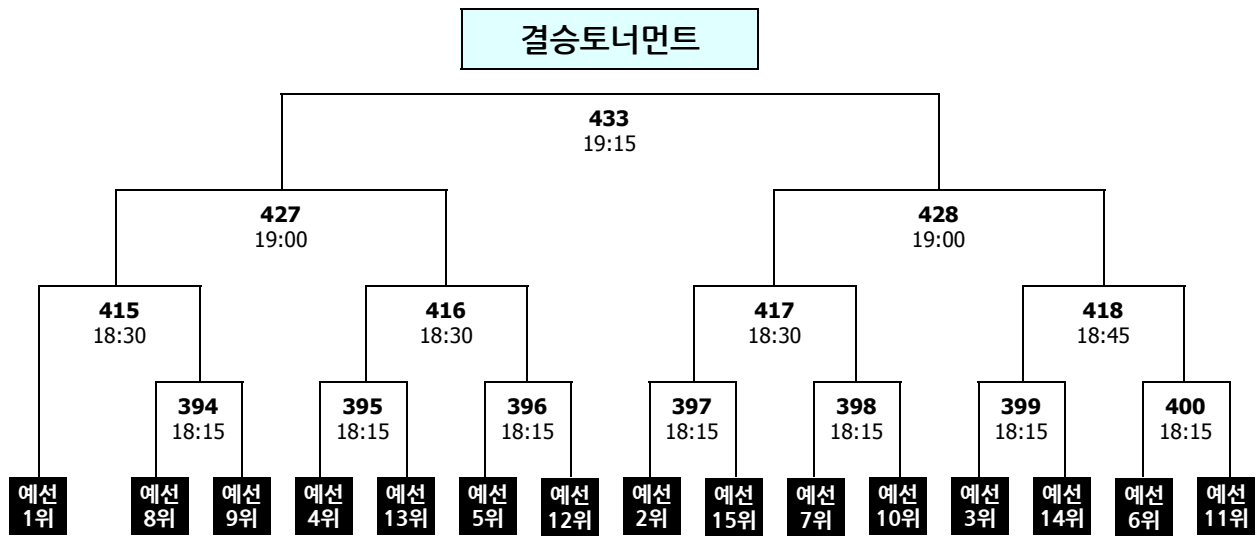 결승토너먼트
433
19:15
427
19:00
428
19:00
415
18:30
416
18:30
417
18:30
418
18:45
394
18:15
395
18:15
396
18:15
397
18:15
398
18:15
399
18:15
400
18:15
예선
1위
예선
8위
예선
9위
예선
4위
예선
13위
예선
5위
예선
12위
예선
2위
예선
15위
예선
7위
예선
10위
예선
3위
예선
14위
예선
6위
예선
11위